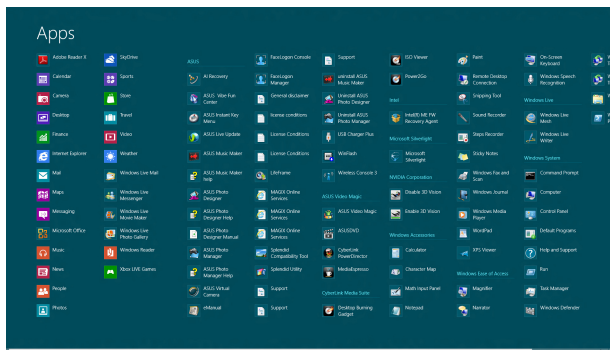 Apps
Adobe Reader X
Calendar
Camera
Desktop
Finance
Internet Explorer
Mail
Maps
Messaging
Microsoft Office
Music
News
People
Photos
SkyDrive
Sports
Store
Travel
Video
Weather
Windows Live Mail
Windows Live
Messenger
Windows Live
Movie Maker
Windows Live
Photo Gallery
Windows Reader
Xbox LIVE Games
ASUS
AI Recovery
ASUS Vibe Fun
Center
ASUS Instant Key
Menu
ASUS Live Update
ASUS Music Maker
ASUS Music Maker
help
ASUS Photo
Designer
ASUS Photo
Designer Help
ASUS Photo
Designer Manual
ASUS Photo
Manager
ASUS Photo
Manager Help
ASUS Virtual
Camera
eManual
FaceLogon Console
FaceLogon
Manager
General disclaimer
license conditions
License Conditions
License Conditions
LifeFrame
MAGIX Online
Services
MAGIX Online
Services
MAGIX Online
Services
Splendid
Compatibility Tool
Splendid Utility
Support
Support
Support
uninstall ASUS
Music Maker
Uninstall ASUS
Photo Designer
Uninstall ASUS
Photo Manager
USB Charger Plus
WinFlash
Wireless Console 3
ASUS Video Magic
ASUS Video Magic
ASUSDVD
CyberLink
PowerDirector
MediaEspresso
CyberLink Media Suite
Desktop Burning
Gadget
ISO Viewer
Power2Go
Intel
Intel(R) ME FW
Recovery Agent
Microsoft Silverlight
Microsoft
Silverlight
NVIDIA Corporation
Disable 3D Vision
Enable 3D Vision
Windows Accessories
Calculator
Character Map
Math Input Panel
Notepad
Paint
Remote Desktop
Connection
Snipping Tool
Sound Recorder
Steps Recorder
Sticky Notes
Windows Fax and
Scan
Windows Journal
Windows Media
Player
WordPad
XPS Viewer
Windows Ease of Access
Magnifier
Narrator
On-Screen
Keyboard
Windows Speech
Recognition
Windows Live
Windows Live
Mesh
Windows Live
Writer
Windows System
Command Prompt
Computer
Control Panel
Default Programs
Help and Support
Run
Task Manager
Windows Defender